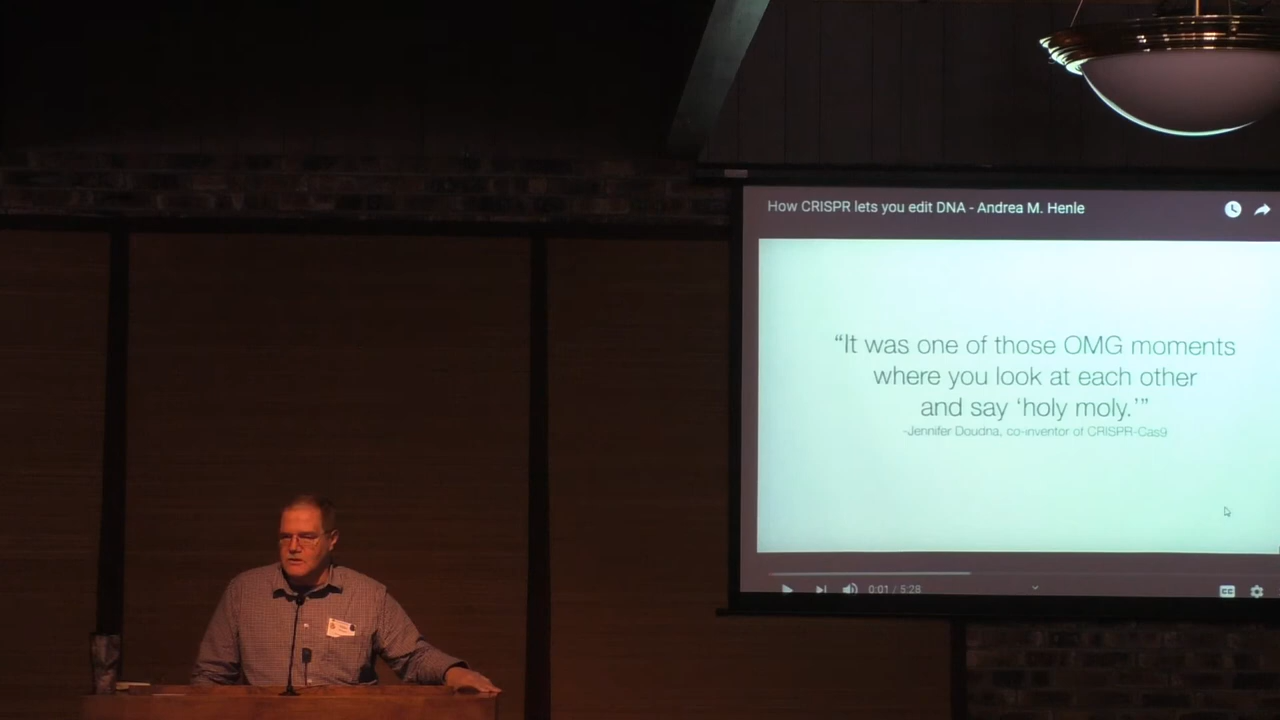 How CRISPR lets you edit DNA - Andrea M. Henle
“It was one of those OMG moments
where you look at each other
and say ‘holy moly.’”
-Jennifer Doudna, co-inventor of CRISPR-Cas9
0:01 / 5:28
CC